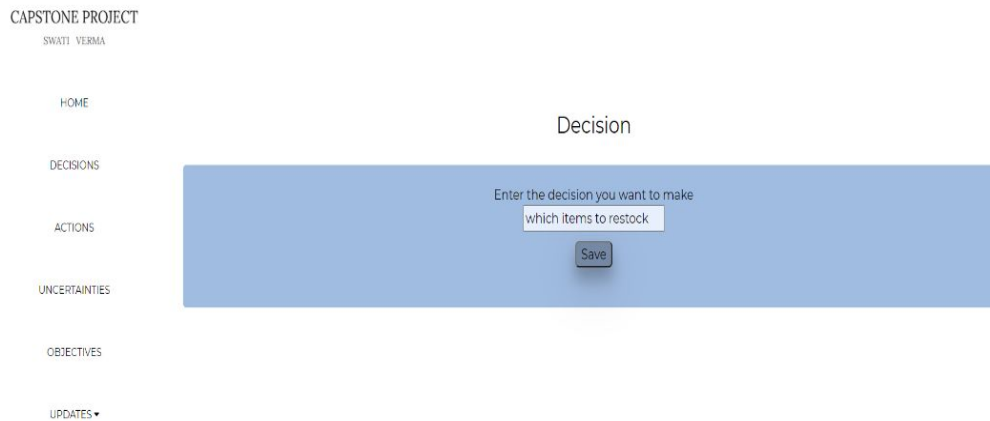 CAPSTONE PROJECT
SWATI VERMA
HOME
DECISIONS
ACTIONS
UNCERTAINTIES
OBJECTIVES
UPDATES
Decision
Enter the decision you want to make
which items to restock
Save